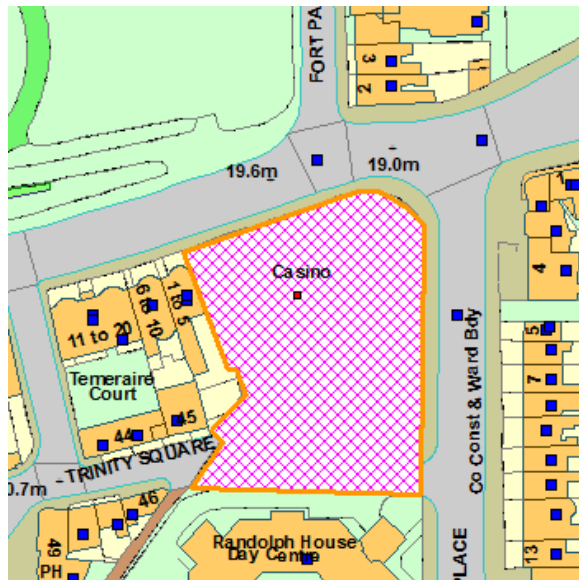 FORT PA
3
2
19.6m
19.0m
1
Casino
4
1 to 5
6 to 10
11 to 20
Temeraire
Court
Co Const & Ward Bdy
5
7
45
44
TRINITY SQUARE
0.7m
46
49
PH
Randolph House
Day Centre
PLACE
13